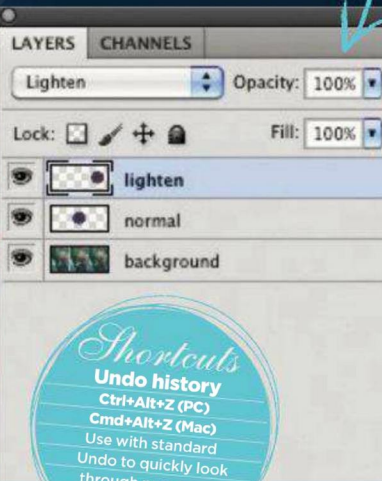 LAYERS CHANNELS
Lighten Opacity: 100%
Lock: Fill: 100%
lighten
normal
background
Shortcuts
Undo history
Ctrl+Alt+Z (PC)
Cmd+Alt+Z (Mac)
Use with standard
Undo to quickly look
through